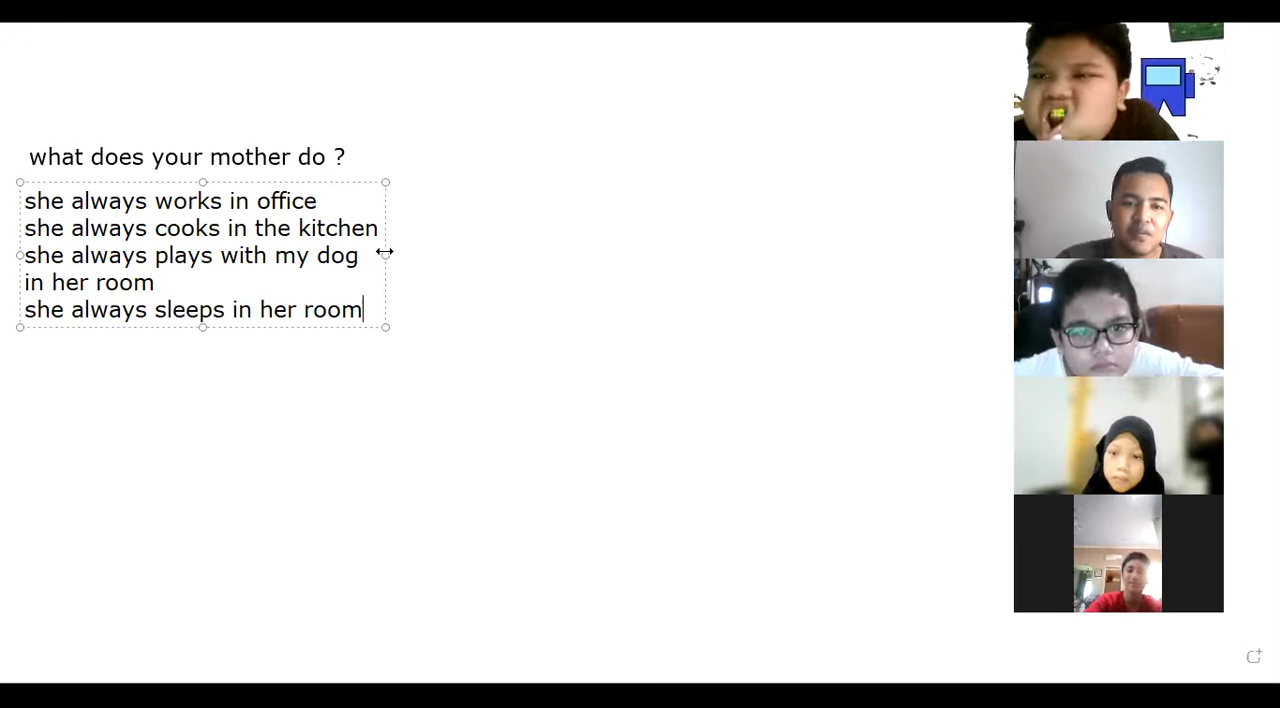 what does your mother do ?
she always works in office
she always cooks in the kitchen
she always plays with my dog
in her room
she always sleeps in her room